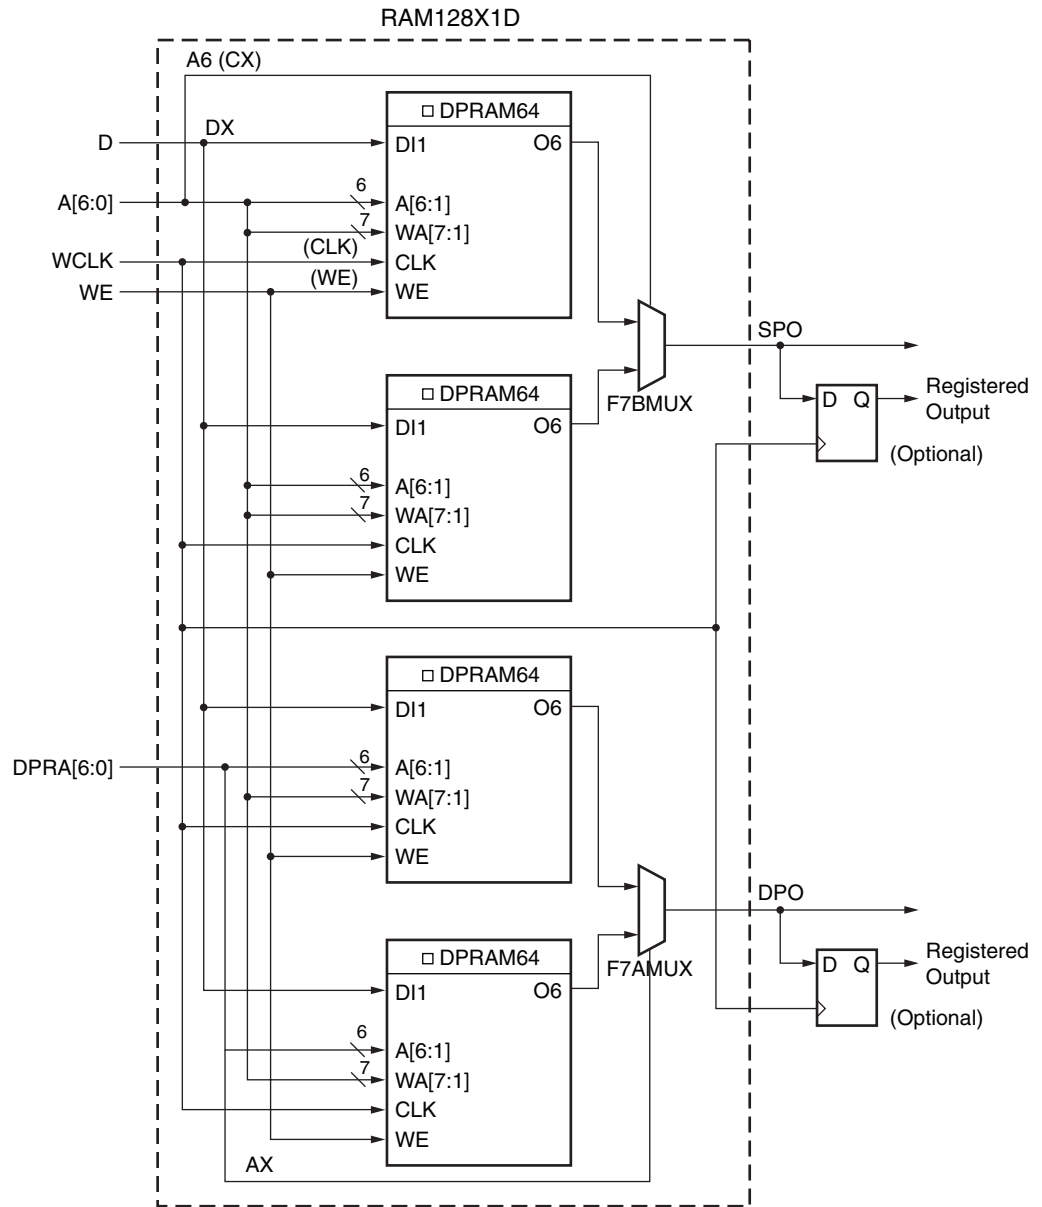 RAM128X1D
A6 (CX)
DPRAM64
D
DX
DI1
O6
A[6:0]
6
A[6:1]
7
WA[7:1]
WCLK
(CLK)
CLK
WE
(WE)
WE
SPO
DPRAM64
F7BMUX
D Q
Registered
Output
(Optional)
DI1
O6
6
A[6:1]
7
WA[7:1]
CLK
WE
DPRAM64
DI1
O6
DPRA[6:0]
6
A[6:1]
7
WA[7:1]
CLK
WE
DPO
DPRAM64
F7AMUX
D Q
Registered
Output
(Optional)
DI1
O6
6
A[6:1]
7
WA[7:1]
CLK
WE
AX